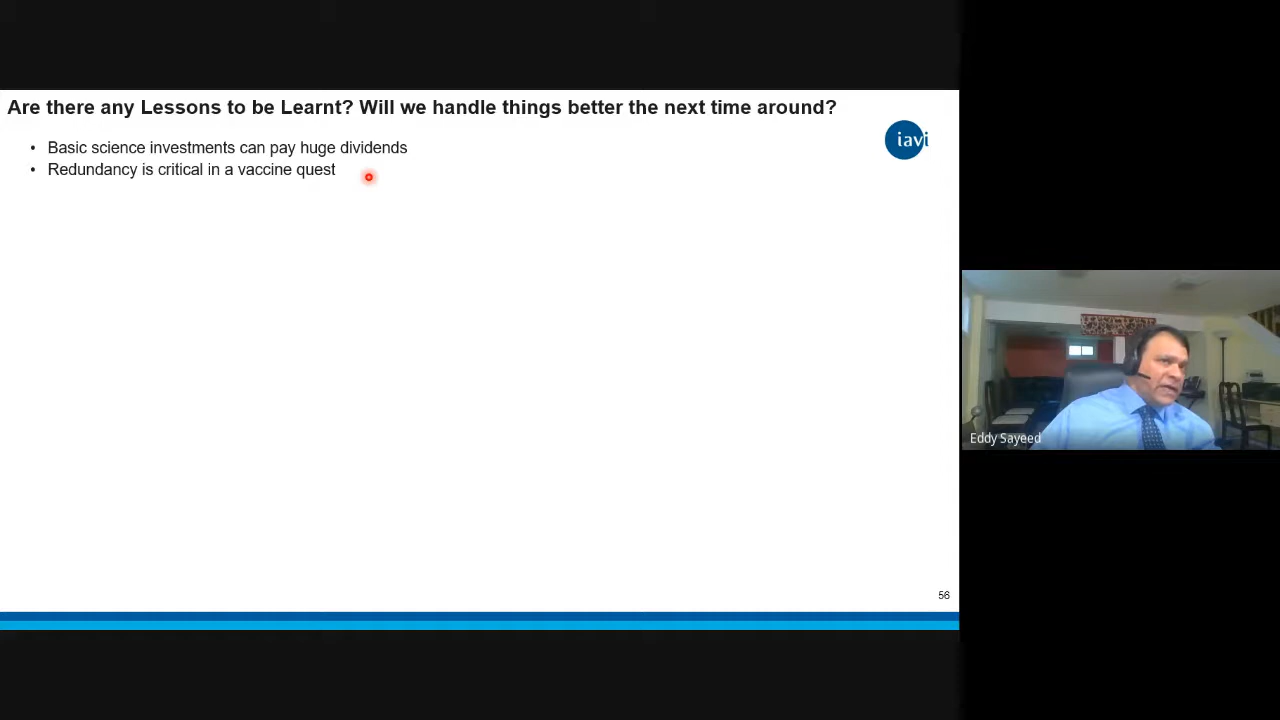 Are there any Lessons to be Learnt? Will we handle things better the next time around?
iavi
• Basic science investments can pay huge dividends
• Redundancy is critical in a vaccine quest
Eddy Sayeed
56